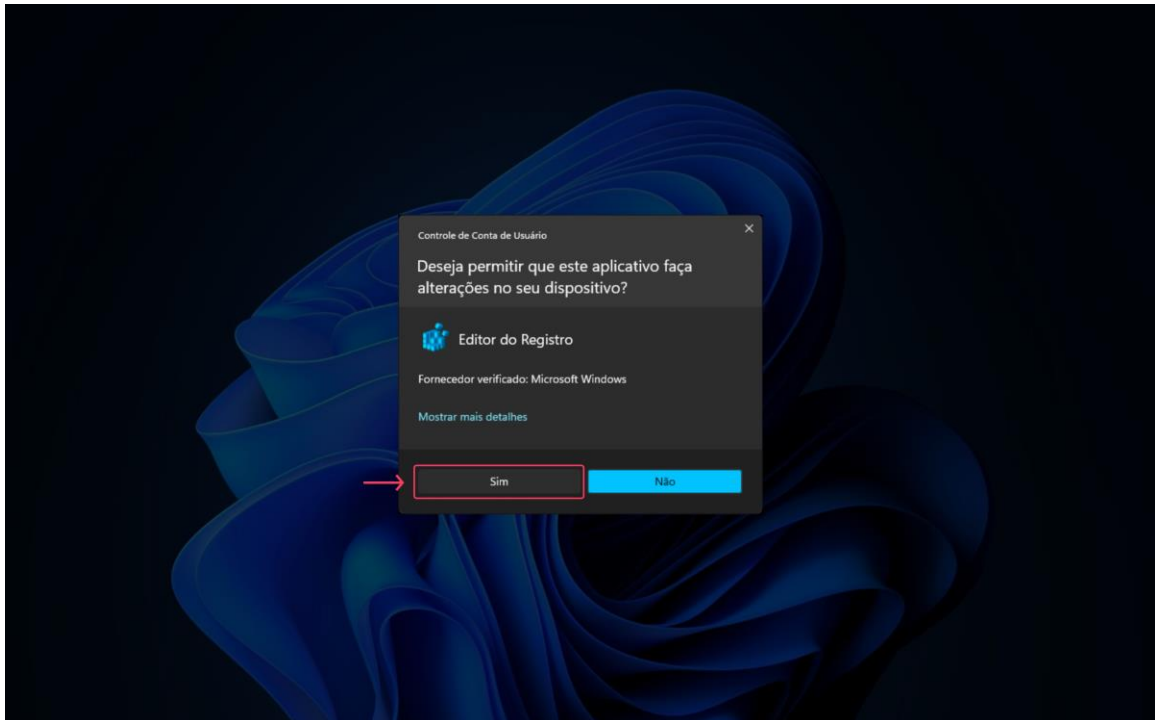 Controle de Conta de Usuário
Deseja permitir que este aplicativo faça
alterações no seu dispositivo?
Editor do Registro
Fornecedor verificado: Microsoft Windows
Mostrar mais detalhes
Sim
Não